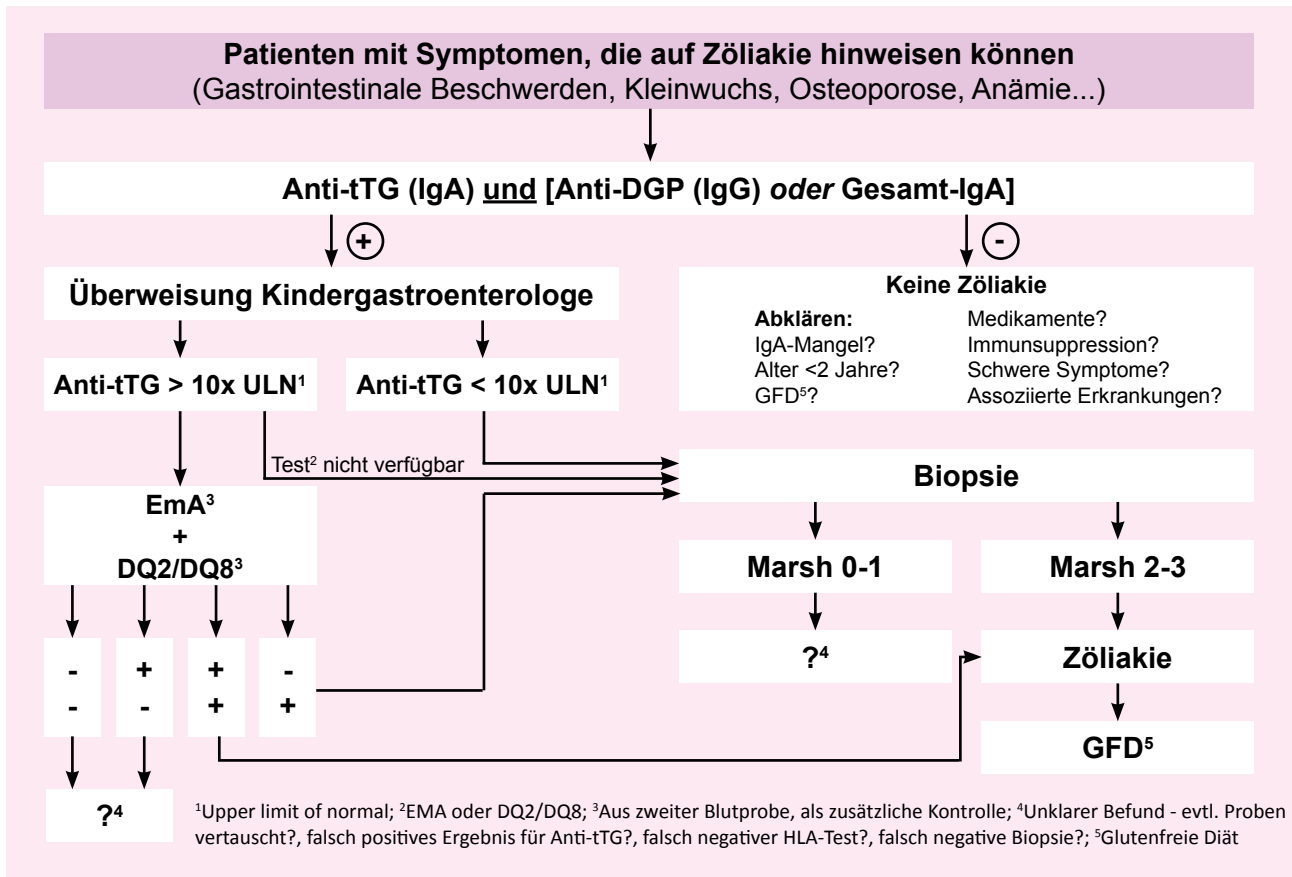 Patienten mit Symptomen, die auf Zöliakie hinweisen können
(Gastrointestinale Beschwerden, Kleinwuchs, Osteoporose, Anämie...)
Anti-tTG (IgA) und [Anti-DGP (IgG) oder Gesamt-IgA]
+
-
Überweisung Kindergastroenterologe
Keine Zöliakie
Abklären:
IgA-Mangel?
Alter <2 Jahre?
GFD⁵?
Medikamente?
Immunsuppression?
Schwere Symptome?
Assoziierte Erkrankungen?
Anti-tTG > 10x ULN¹
Anti-tTG < 10x ULN¹
Test² nicht verfügbar
Biopsie
EmA³
+
DQ2/DQ8³
Marsh 0-1
Marsh 2-3
- + + -
- - + +
?⁴
Zöliakie
GFD⁵
?⁴
¹Upper limit of normal; ²EMA oder DQ2/DQ8; ³Aus zweiter Blutprobe, als zusätzliche Kontrolle; ⁴Unklarer Befund - evtl. Proben
vertauscht?, falsch positives Ergebnis für Anti-tTG?, falsch negativer HLA-Test?, falsch negative Biopsie?; ⁵Glutenfreie Diät